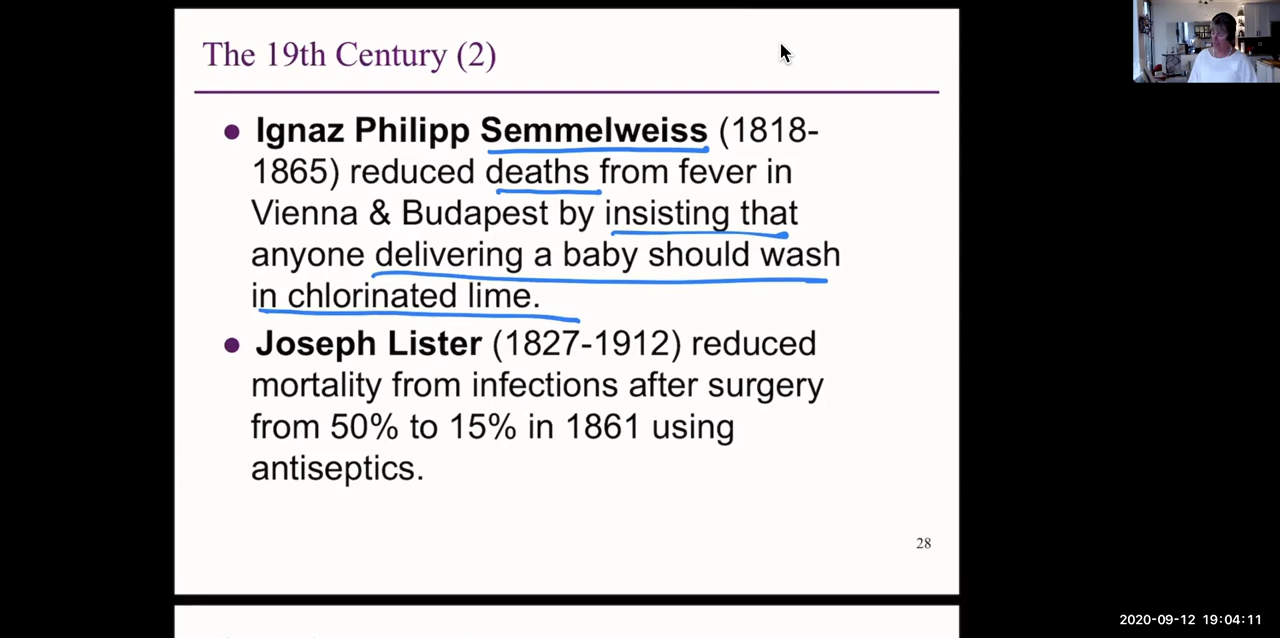 The 19th Century (2)
● Ignaz Philipp Semmelweiss (1818-
1865) reduced deaths from fever in
Vienna & Budapest by insisting that
anyone delivering a baby should wash
in chlorinated lime.
● Joseph Lister (1827-1912) reduced
mortality from infections after surgery
from 50% to 15% in 1861 using
antiseptics.
28
2020-09-12 19:04:11